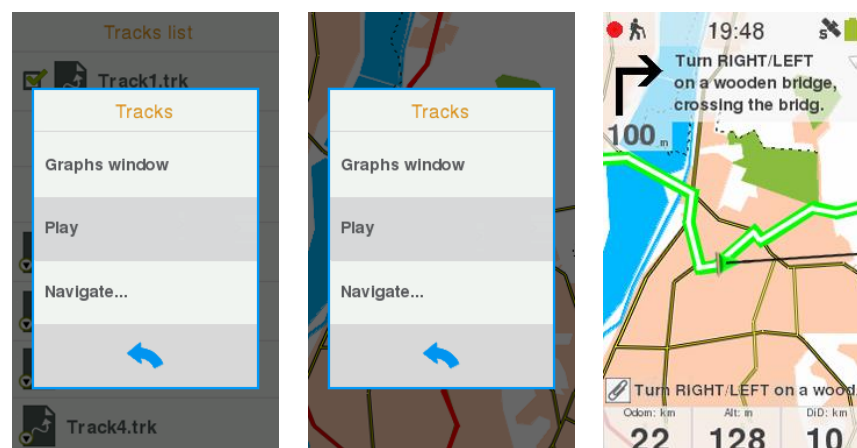 Tracks list
Track1.trk
Tracks
Graphs window
Play
Navigate...
Track4.trk
Tracks
Graphs window
Play
Navigate...
19:48
S
Turn RIGHT/LEFT
on a wooden bridge,
crossing the bridg.
100 m
Turn RIGHT/LEFT on a wood
Odom: km
Alt: m
DiD: km
22
128
10